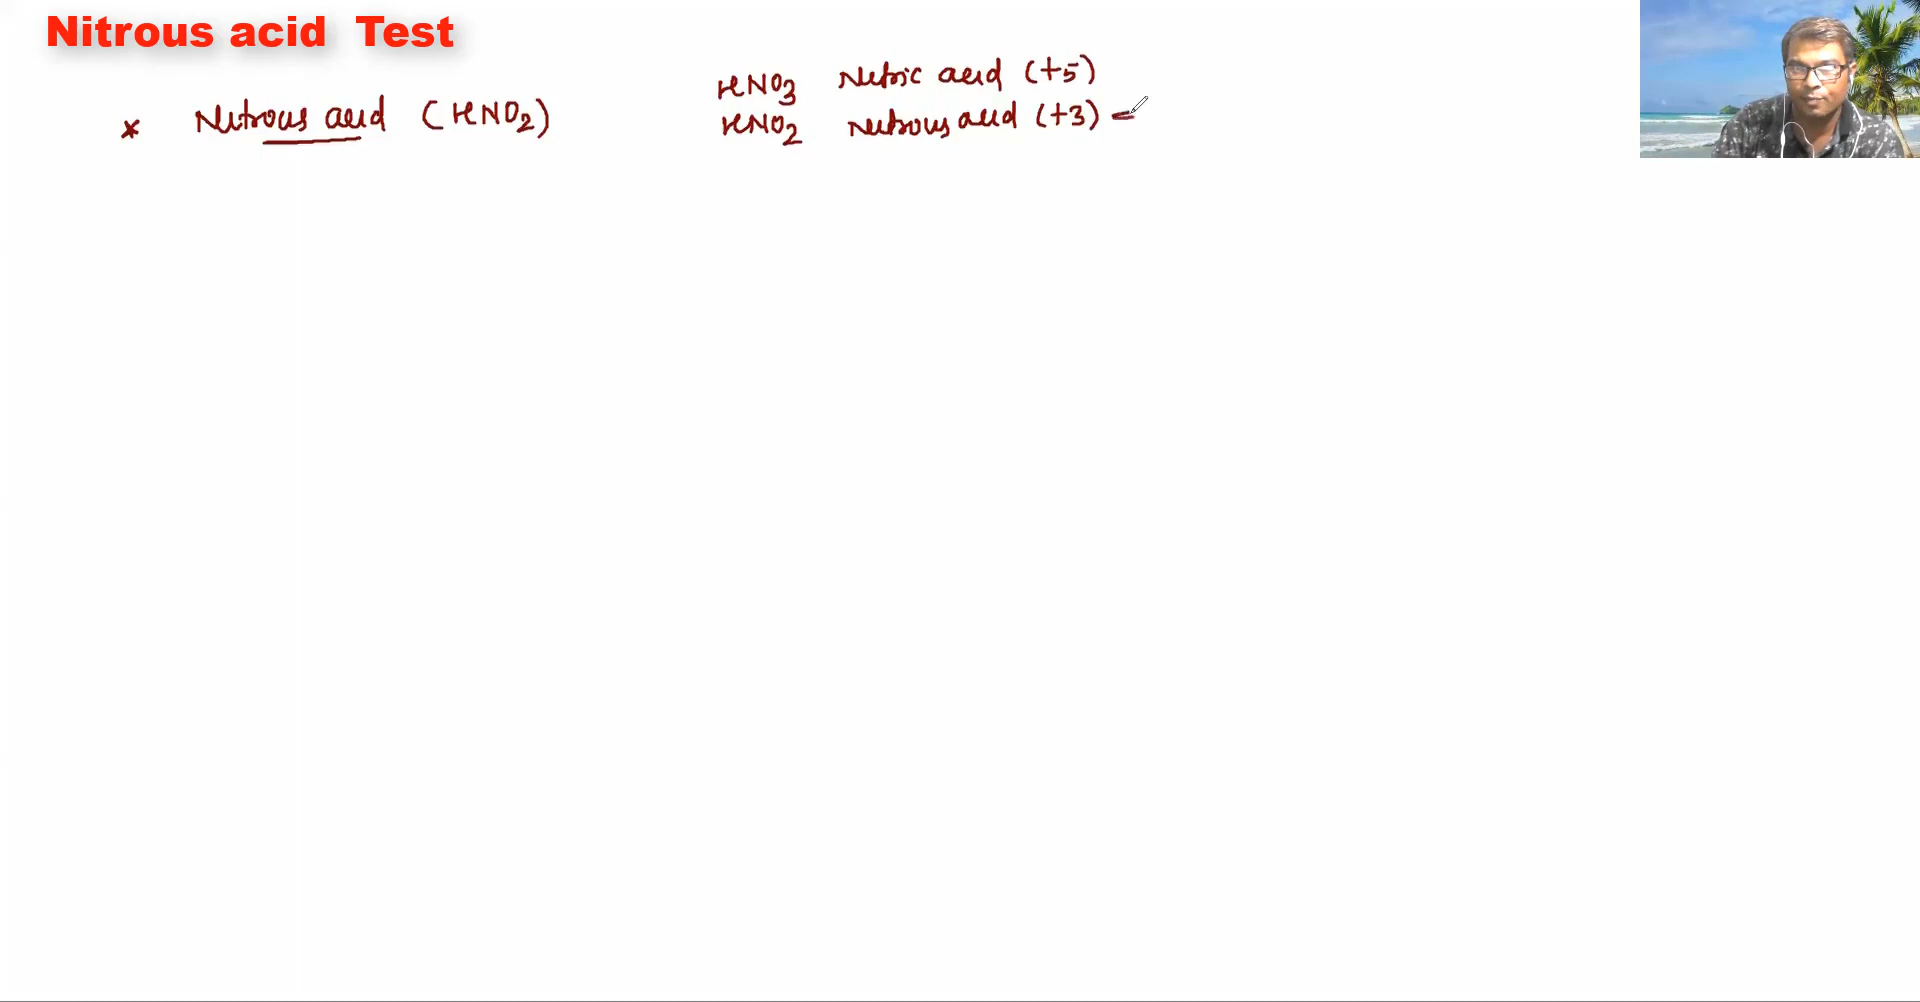 Nitrous acid Test
HNO3 Nitric acid (+5)
* Nitrous acid (HNO2)
HNO2 Nitrous acid (+3) -